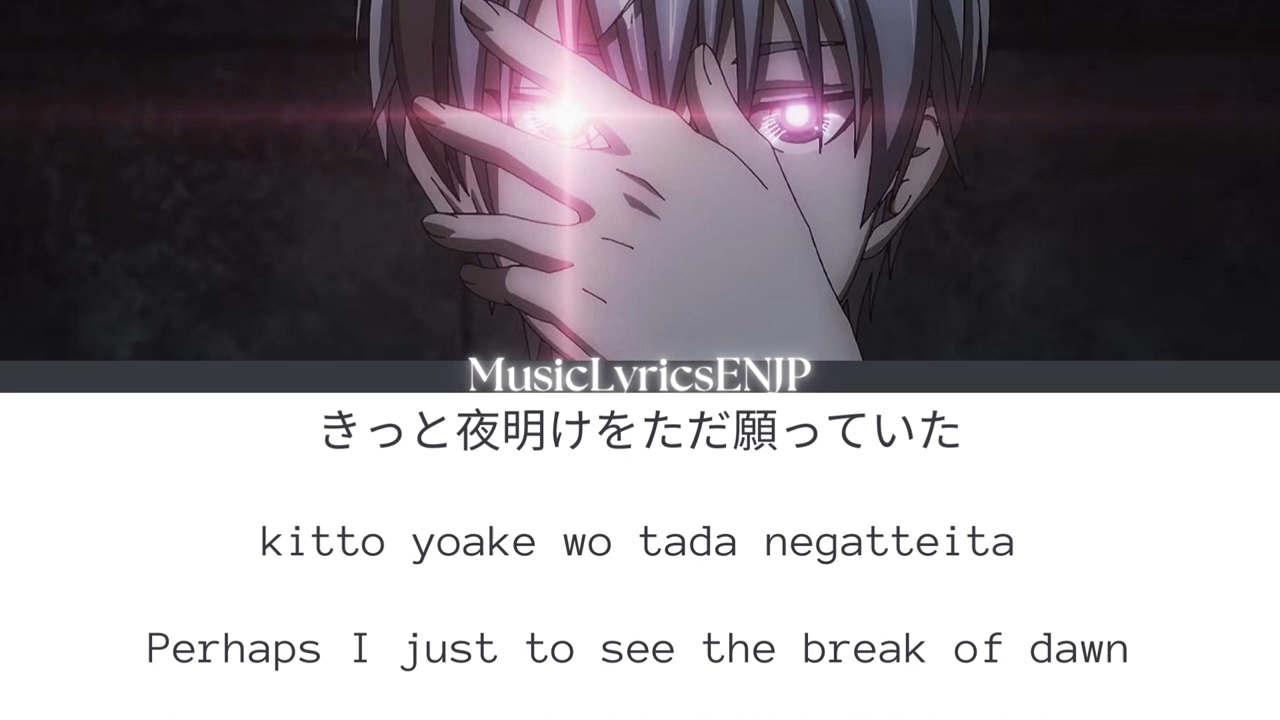 MusicLyricsENJP
きっと夜明けをただ願っていた
kitto yoake wo tada negatteita
Perhaps I just to see the break of dawn